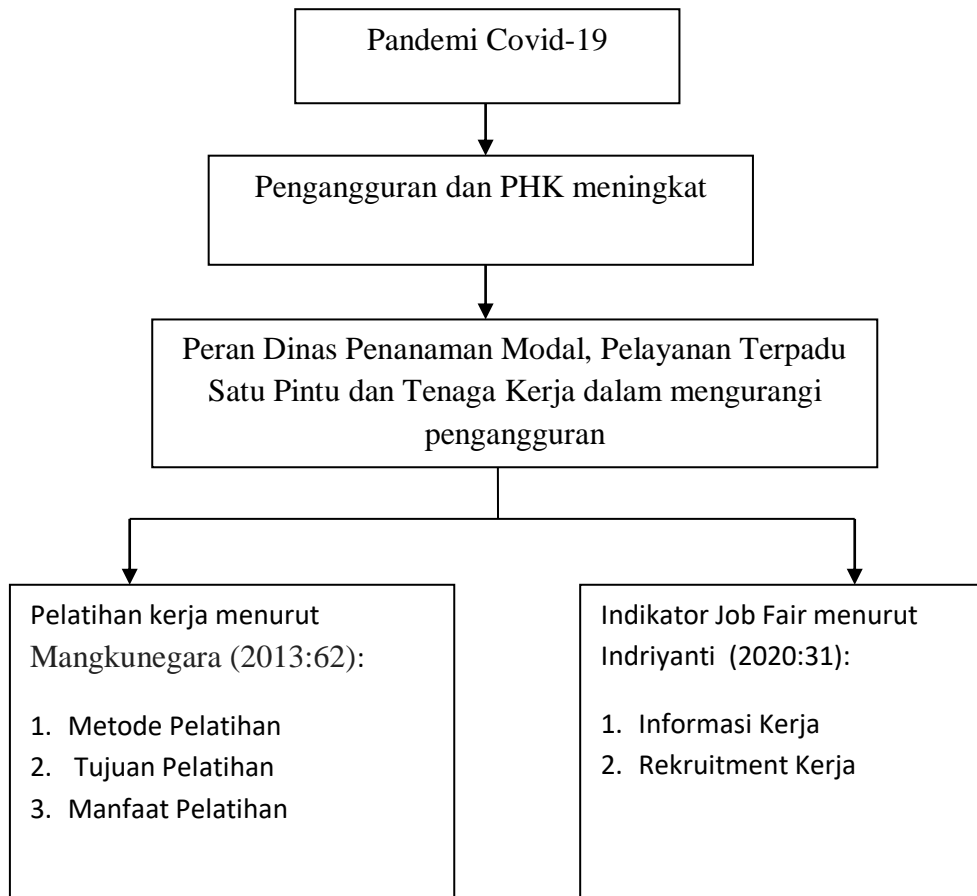 Pandemi Covid-19
Pengangguran dan PHK meningkat
Peran Dinas Penanaman Modal, Pelayanan Terpadu
Satu Pintu dan Tenaga Kerja dalam mengurangi
pengangguran
Pelatihan kerja menurut
Mangkunegara (2013:62):
1. Metode Pelatihan
2. Tujuan Pelatihan
3. Manfaat Pelatihan
Indikator Job Fair menurut
Indriyanti (2020:31):
1. Informasi Kerja
2. Rekruitment Kerja